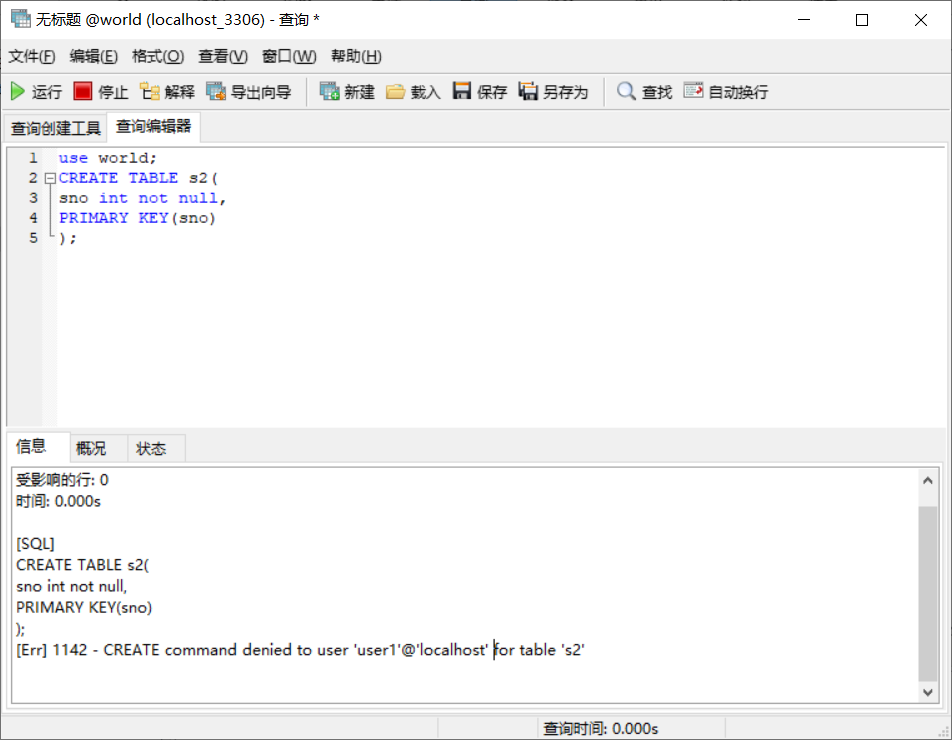 无标题 @world (localhost_3306) - 查询 *
文件(F) 编辑(E) 格式(O) 查看(V) 窗口(W) 帮助(H)
运行 停止 解释 导出向导 新建 载入 保存 另存为 查找 自动换行
查询创建工具 查询编辑器
1 use world;
2 CREATE TABLE s2(
3 sno int not null,
4 PRIMARY KEY(sno)
5 );
信息 概况 状态
受影响的行: 0
时间: 0.000s
[SQL]
CREATE TABLE s2(
sno int not null,
PRIMARY KEY(sno)
);
[Err] 1142 - CREATE command denied to user 'user1'@'localhost' for table 's2'
查询时间: 0.000s